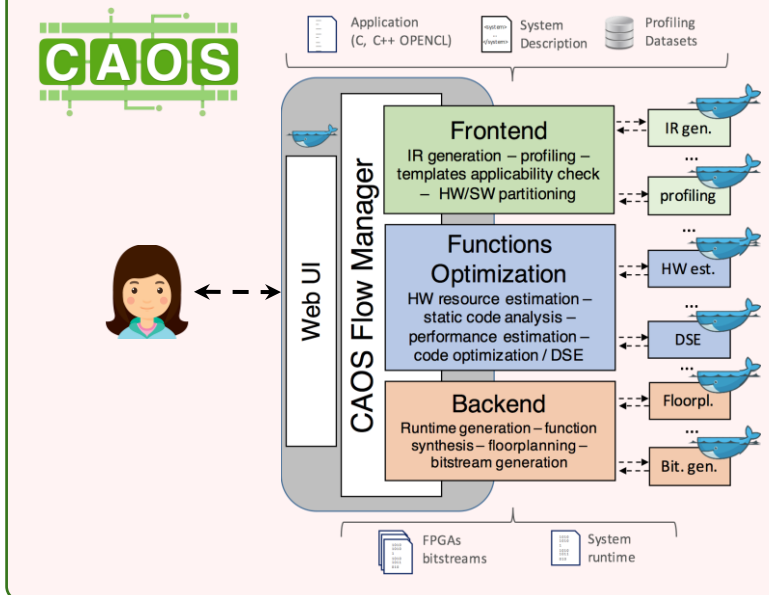 CAOS
Application
(C, C++ OPENCL)
<system>
...
</system>
System
Description
Profiling
Datasets
Web UI
CAOS Flow Manager
Frontend
IR generation – profiling –
templates applicability check
– HW/SW partitioning
IR gen.
...
profiling
Functions
Optimization
HW resource estimation –
static code analysis –
performance estimation –
code optimization / DSE
...
HW est.
...
DSE
Backend
Runtime generation – function
synthesis – floorplanning –
bitstream generation
...
Floorpl.
...
Bit. gen.
FPGAs
bitstreams
System
runtime